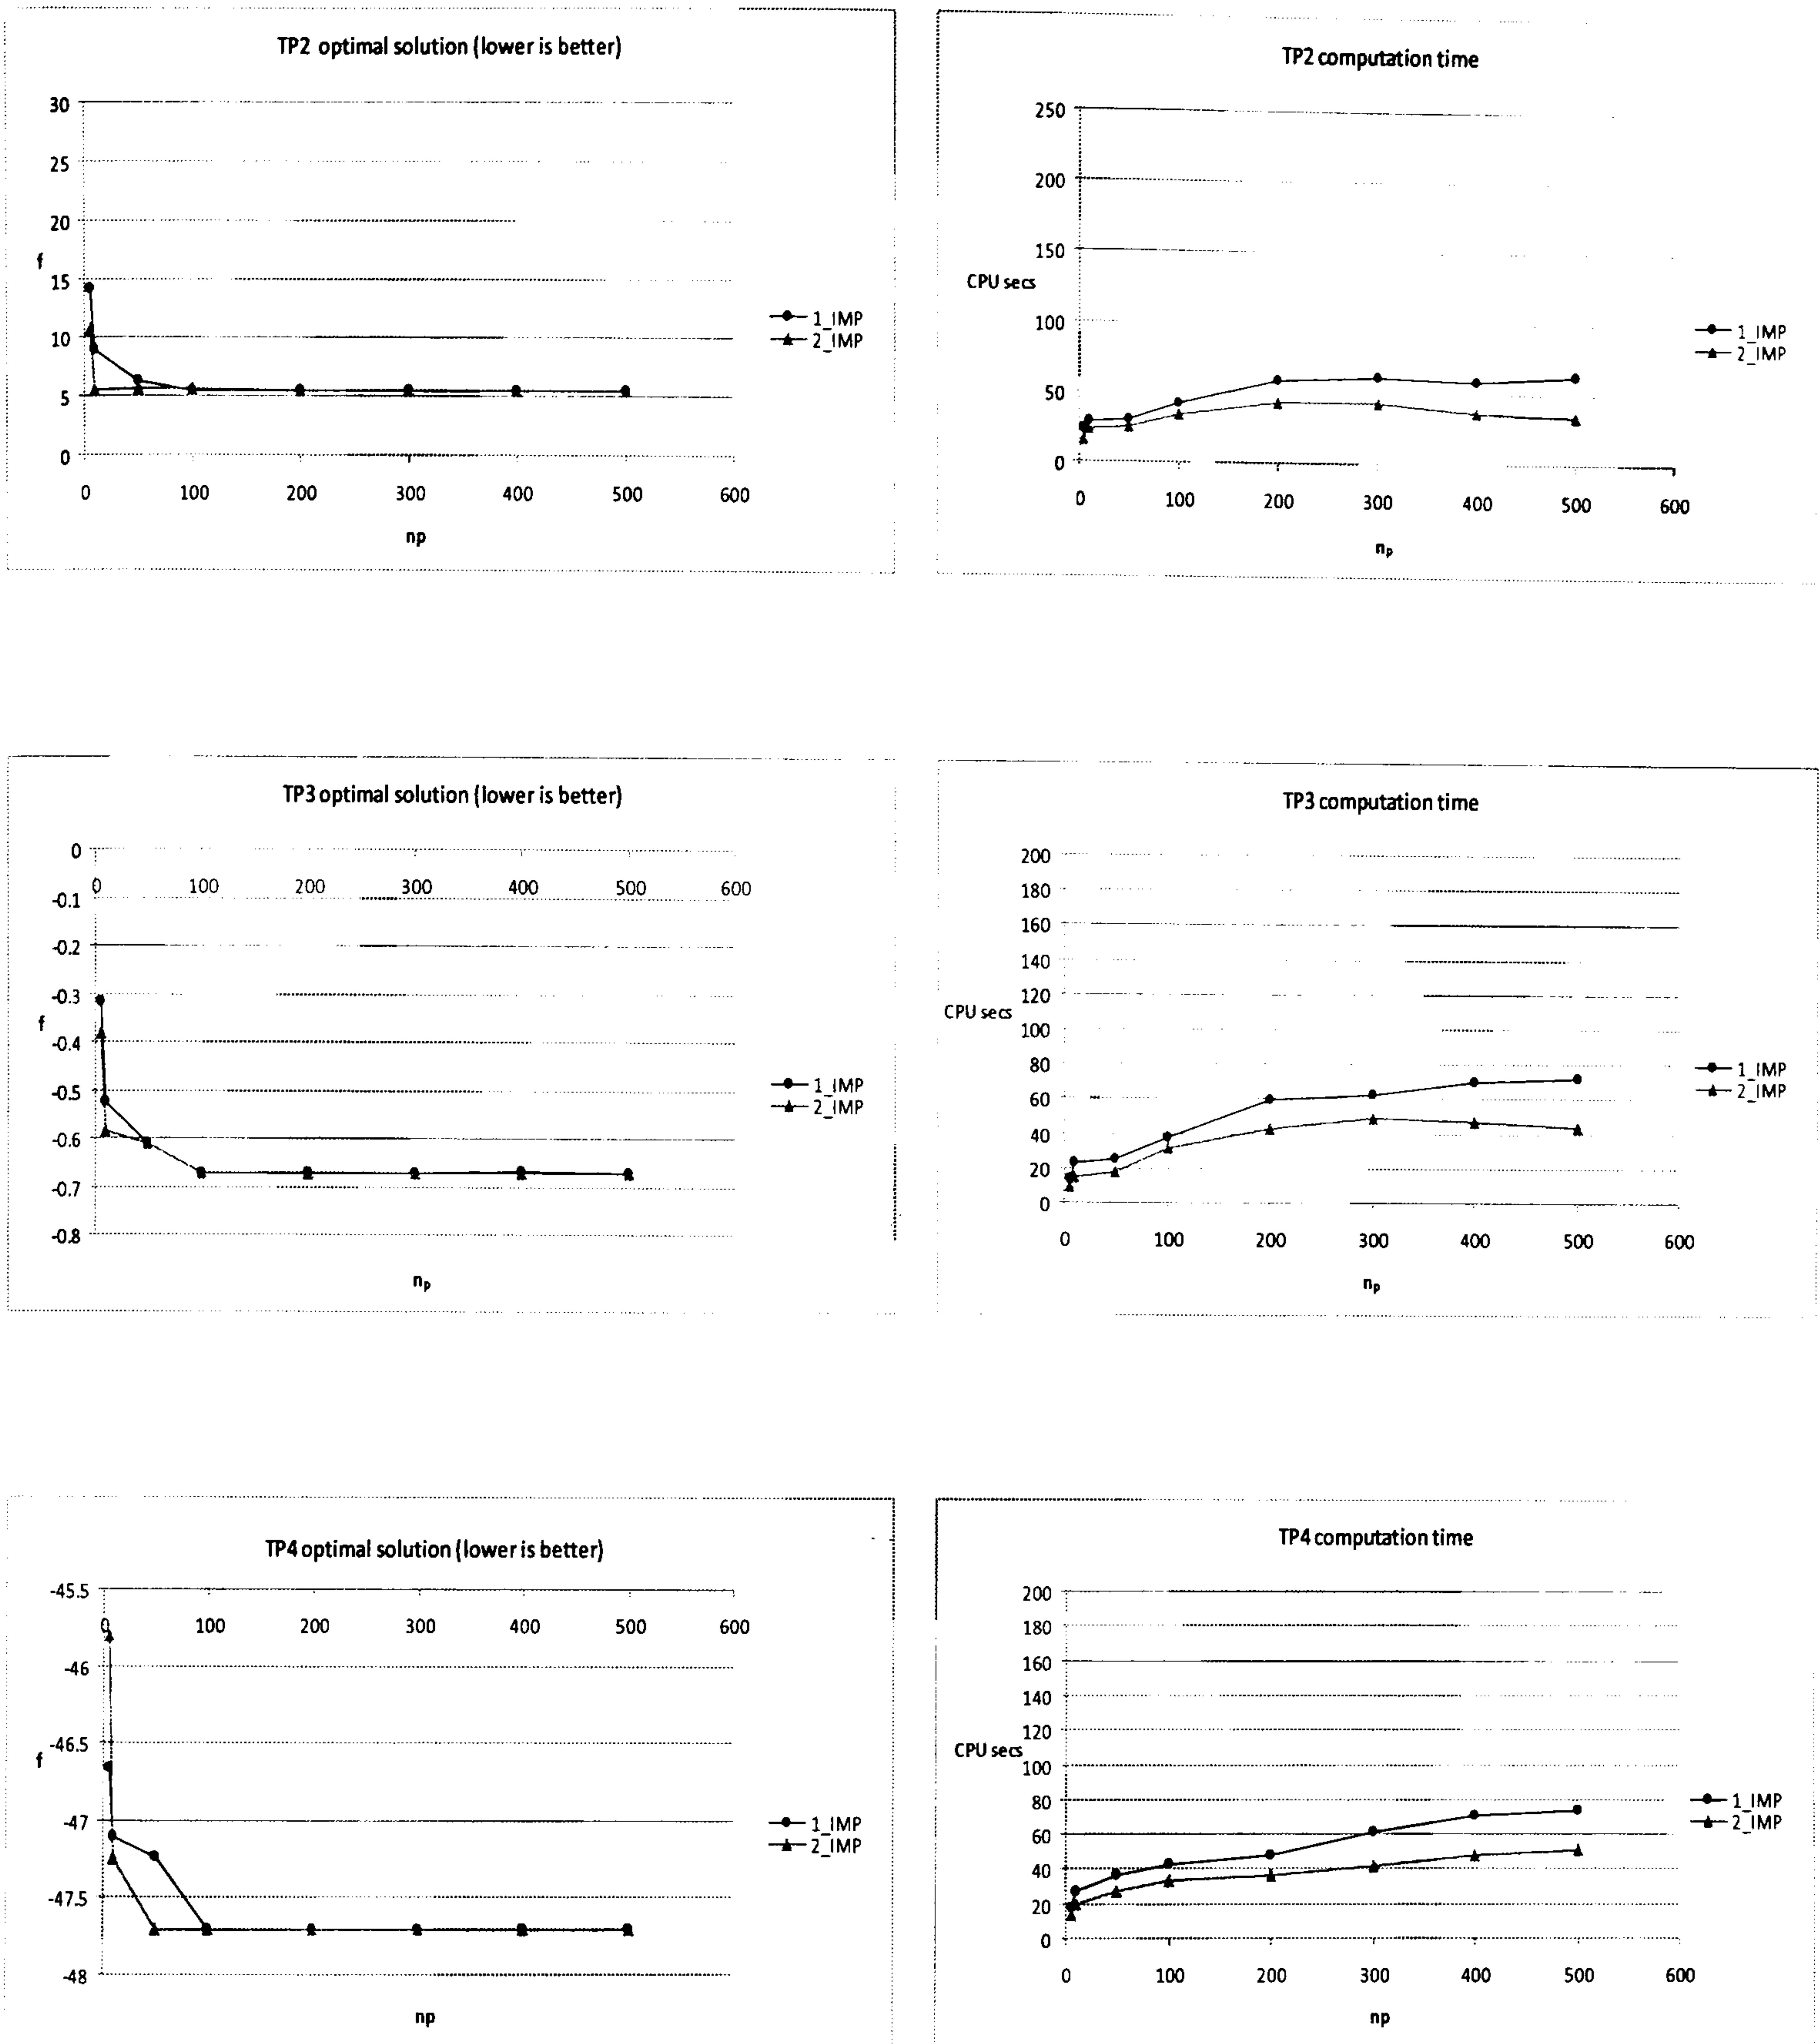 TP2 optimal solution (lower is better)
30
25
20
f
15
10
5
0
0 100 200 300 400 500 600
np
1_IMP
2_IMP
TP2 computation time
250
200
150
CPU secs
100
50
0
0 100 200 300 400 500 600
np
1_IMP
2_IMP
TP3 optimal solution (lower is better)
0
0 100 200 300 400 500 600
-0.1
-0.2
-0.3
f
-0.4
-0.5
-0.6
-0.7
-0.8
np
1_IMP
2_IMP
TP3 computation time
200
180
160
140
120
CPU secs
100
80
60
40
20
0
0 100 200 300 400 500 600
np
1_IMP
2_IMP
TP4 optimal solution (lower is better)
-45.5
0 100 200 300 400 500 600
-46
-46.5
f
-47
-47.5
-48
np
1_IMP
2_IMP
TP4 computation time
200
180
160
140
120
CPU secs
100
80
60
40
20
0
0 100 200 300 400 500 600
np
1_IMP
2_IMP